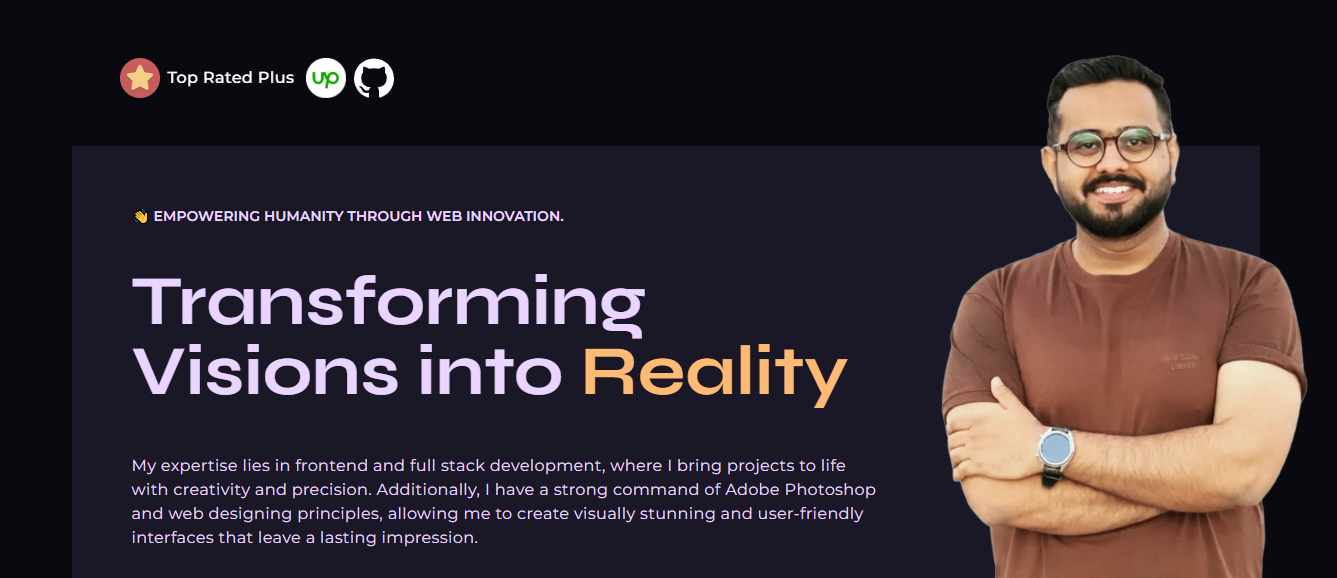 Top Rated Plus up
👋 EMPOWERING HUMANITY THROUGH WEB INNOVATION.
Transforming
Visions into Reality
My expertise lies in frontend and full stack development, where I bring projects to life
with creativity and precision. Additionally, I have a strong command of Adobe Photoshop
and web designing principles, allowing me to create visually stunning and user-friendly
interfaces that leave a lasting impression.